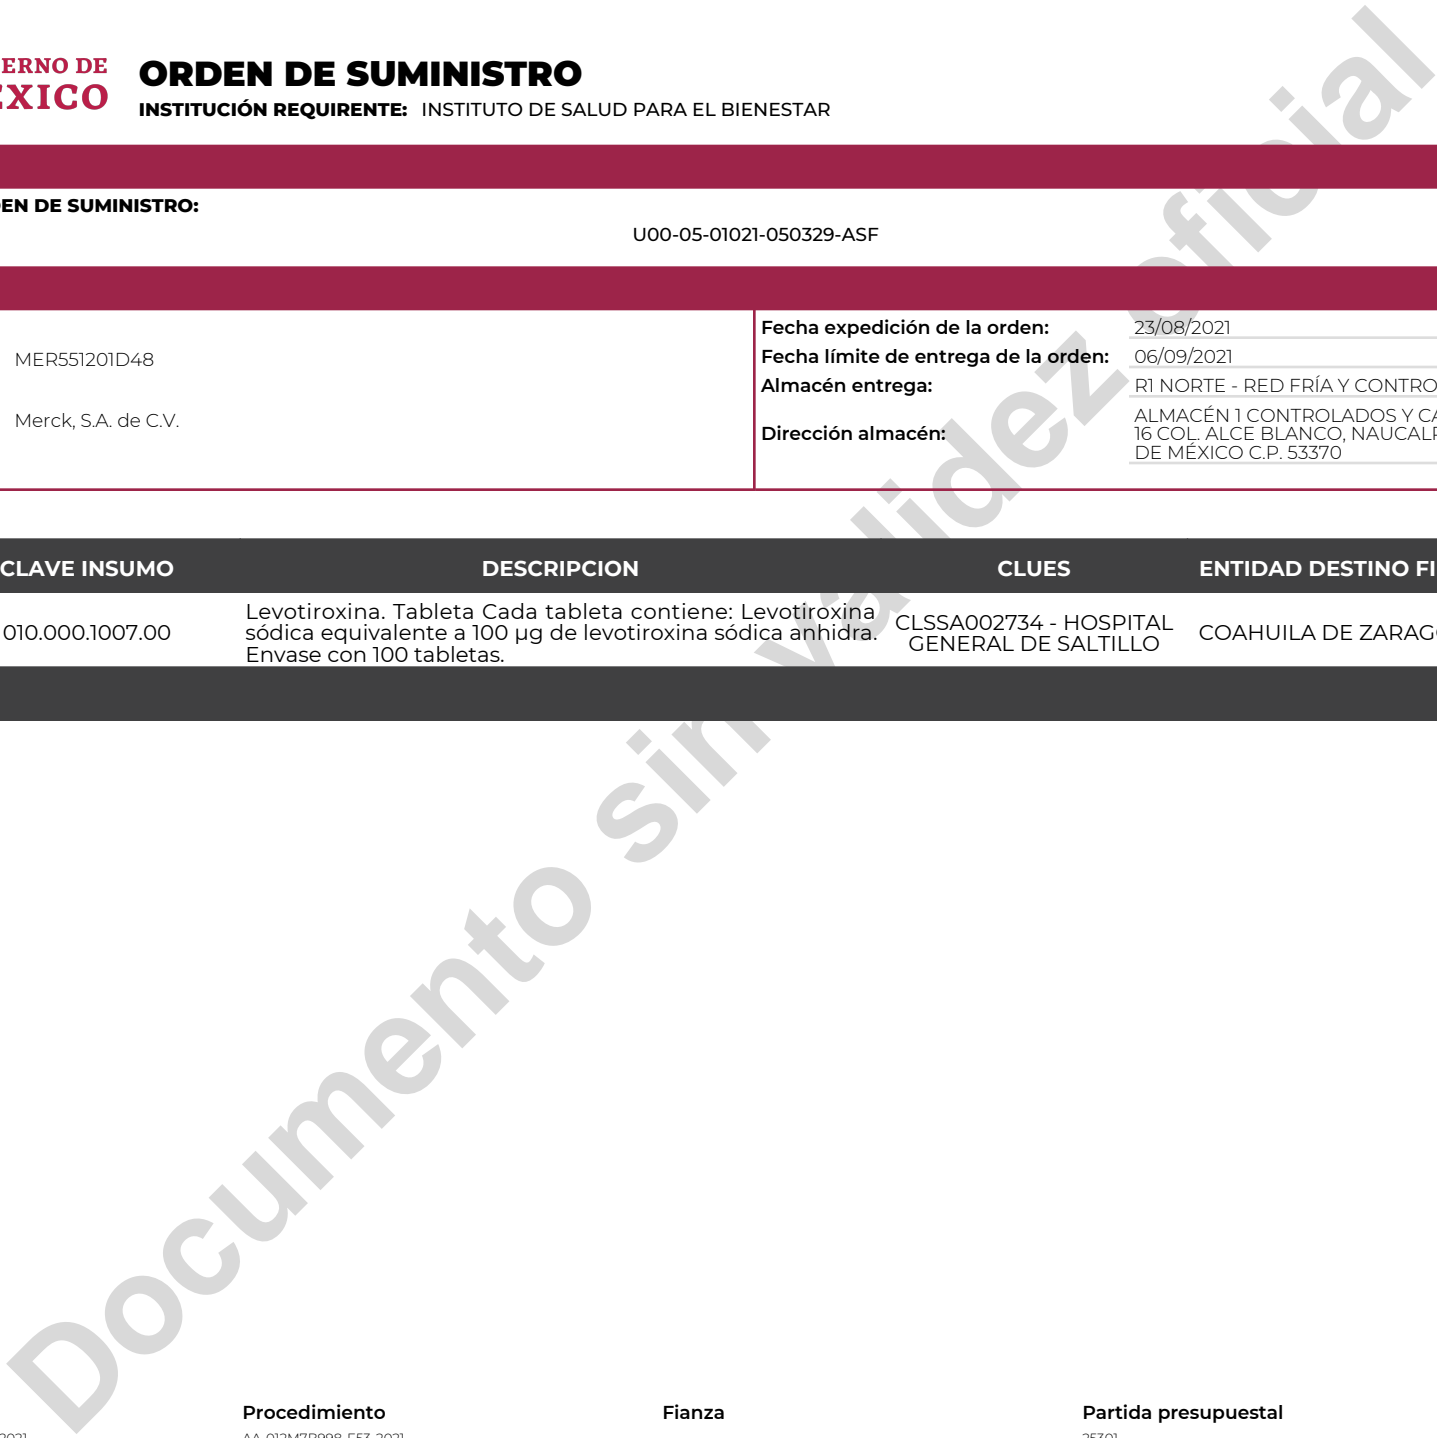 ERNO DE
ÉXICO
ORDEN DE SUMINISTRO
INSTITUCIÓN REQUIRENTE: INSTITUTO DE SALUD PARA EL BIENESTAR
EN DE SUMINISTRO:
U00-05-01021-050329-ASF
MER551201D48
Merck, S.A. de C.V.
Fecha expedición de la orden: 23/08/2021
Fecha límite de entrega de la orden: 06/09/2021
Almacén entrega: R1 NORTE - RED FRÍA Y CONTRO
Dirección almacén: ALMACÉN 1 CONTROLADOS Y CA
16 COL. ALCE BLANCO, NAUCALP
DE MÉXICO C.P. 53370
CLAVE INSUMO DESCRIPCION CLUES ENTIDAD DESTINO FI
010.000.1007.00
Levotiroxina. Tableta Cada tableta contiene: Levotiroxina
sódica equivalente a 100 µg de levotiroxina sódica anhidra.
Envase con 100 tabletas.
CLSSA002734 - HOSPITAL
GENERAL DE SALTILLO
COAHUILA DE ZARAGO
Documento sin validez oficial
Procedimiento Fianza Partida presupuestal